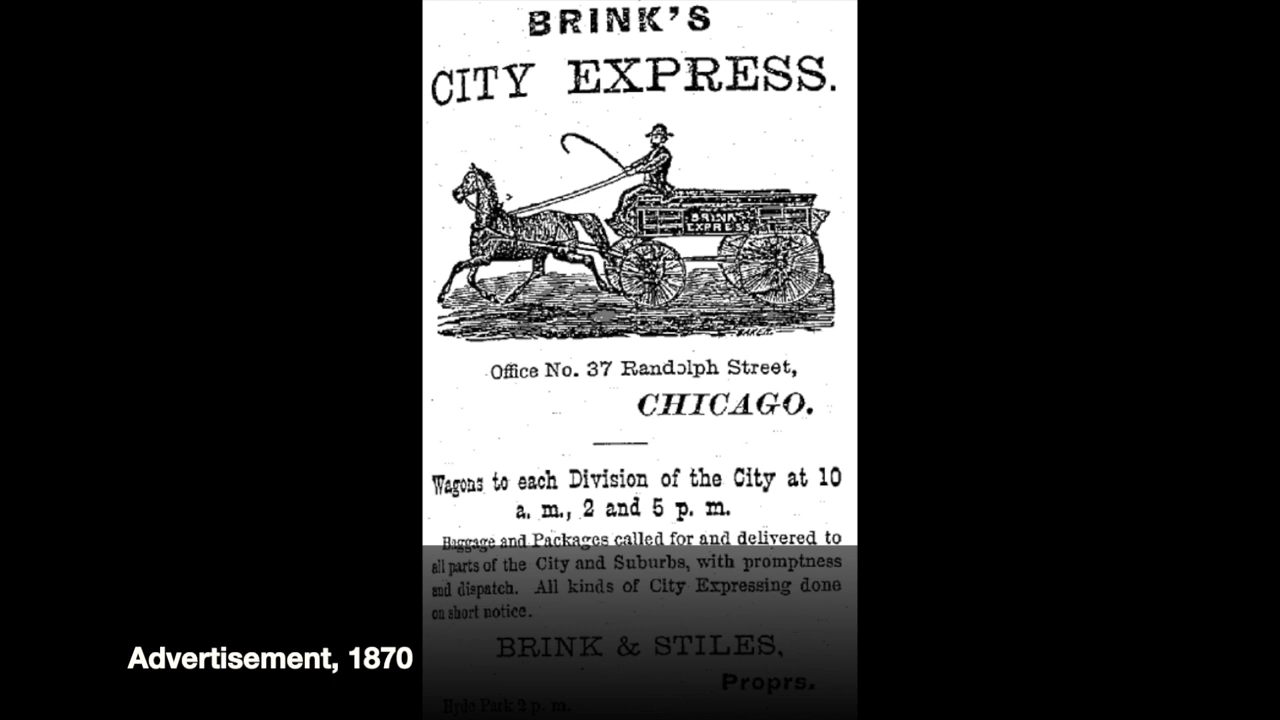 BRINK'S
CITY EXPRESS.
BRINK'S
EXPRESS
BAKER.
Office No. 37 Randolph Street,
CHICAGO.
Wagons to each Division of the City at 10
a. m., 2 and 5 p. m.
Baggage and Packages called for and delivered to
all parts of the City and Suburbs, with promptness
and dispatch. All kinds of City Expressing done
on short notice.
BRINK & STILES,
Proprs.
Hyde Park 2 p. m.
Advertisement, 1870